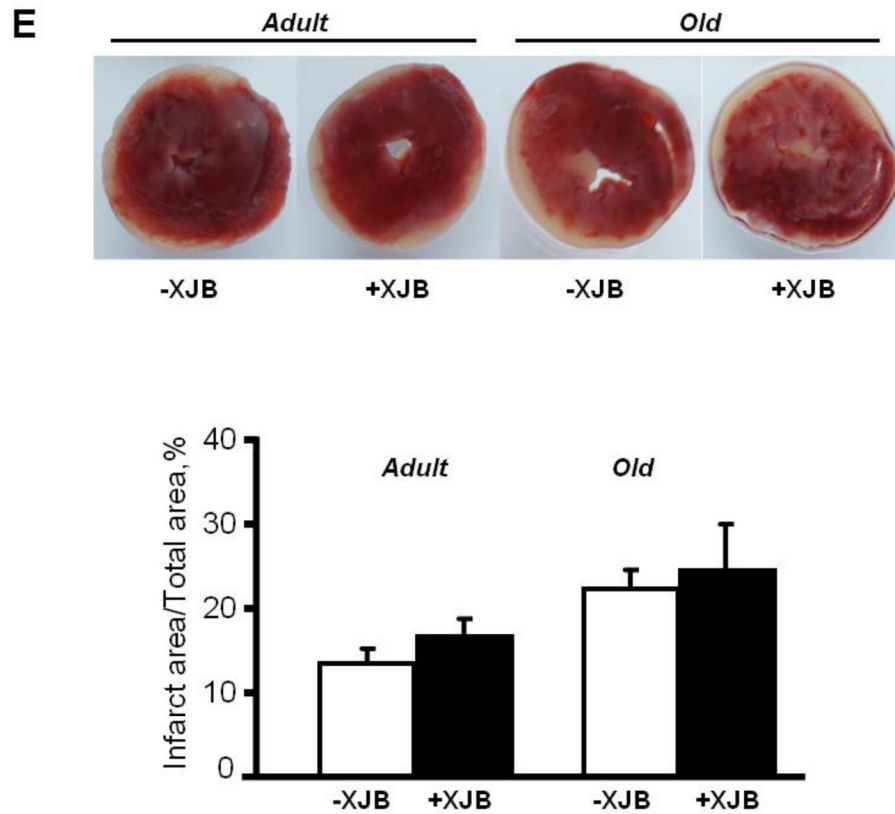 E
Adult Old
-XJB +XJB -XJB +XJB
Infarct area/Total area,%
40
30
20
10
0
Adult Old
-XJB +XJB -XJB +XJB